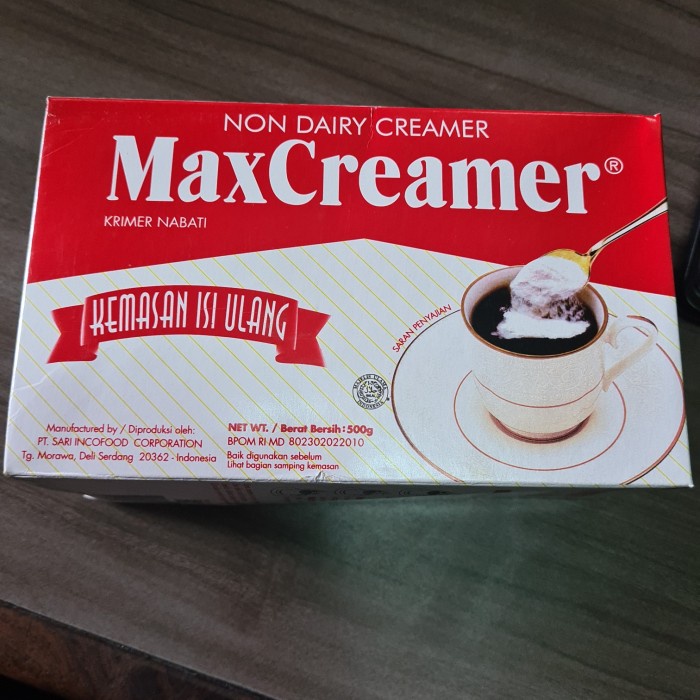 NON DAIRY CREAMER
MaxCreamer®
KRIMER NABATI
KEMASAN ISI ULANG
SARAN PENYAJIAN
Manufactured by / Diproduksi oleh:
PT. SARI INCOFOOD CORPORATION
Tg. Morawa, Deli Serdang 20362 - Indonesia
NET WT. / Berat Bersih : 500g
BPOM RI MD 802302022010
Baik digunakan sebelum
Lihat bagian samping kemasan